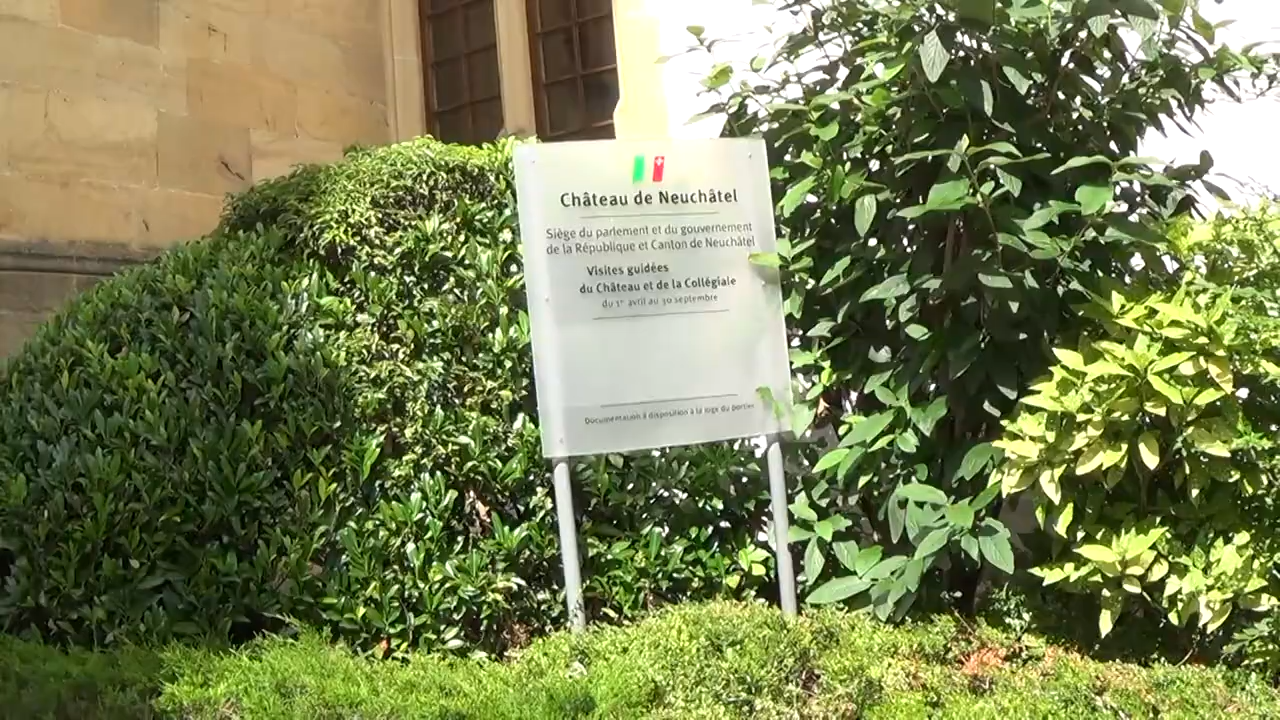 Château de Neuchâtel
Siège du parlement et du gouvernement
de la République et Canton de Neuchâtel
Visites guidées
du Château et de la Collégiale
du 1er avril au 30 septembre
Documentation à disposition à la loge du portier